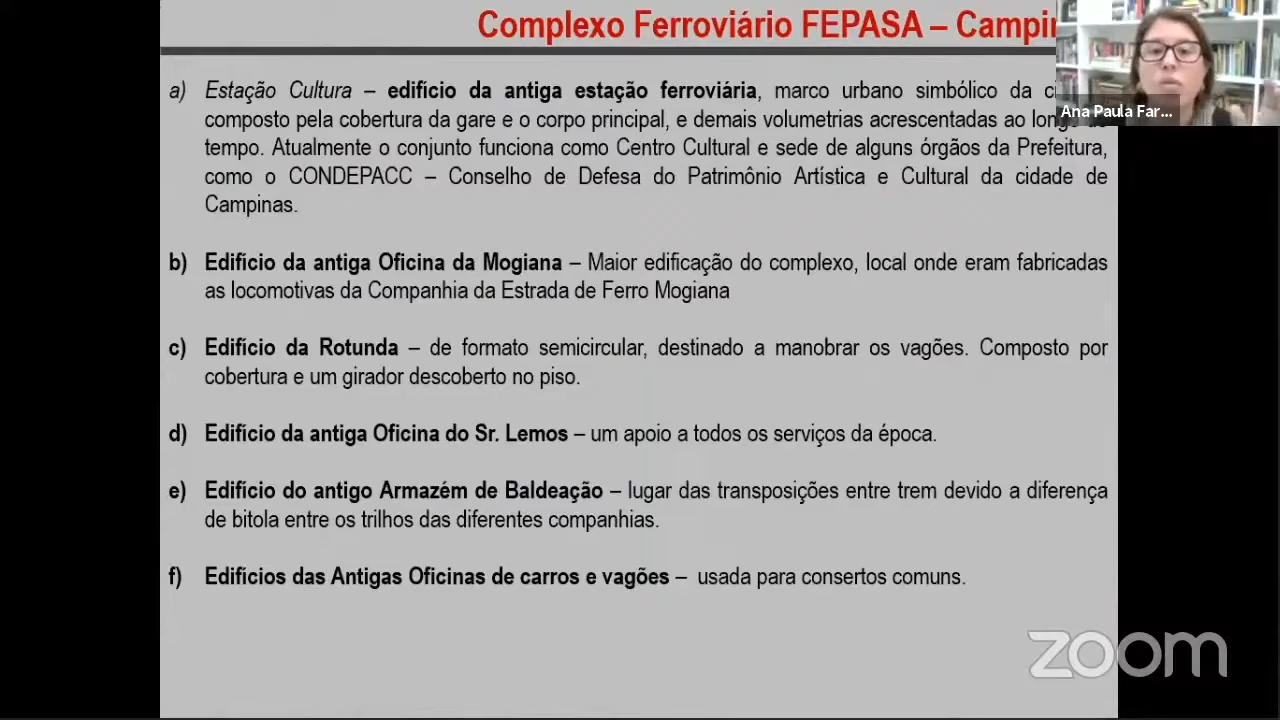 Complexo Ferroviário FEPASA – Campi
Ana Paula Far...
a) Estação Cultura – edifício da antiga estação ferroviária, marco urbano simbólico da
composto pela cobertura da gare e o corpo principal, e demais volumetrias acrescentadas ao
tempo. Atualmente o conjunto funciona como Centro Cultural e sede de alguns órgãos da Prefeitura,
como o CONDEPACC – Conselho de Defesa do Patrimônio Artística e Cultural da cidade de
Campinas.
b) Edifício da antiga Oficina da Mogiana – Maior edificação do complexo, local onde eram fabricadas
as locomotivas da Companhia da Estrada de Ferro Mogiana
c) Edifício da Rotunda – de formato semicircular, destinado a manobrar os vagões. Composto por
cobertura e um girador descoberto no piso.
d) Edifício da antiga Oficina do Sr. Lemos – um apoio a todos os serviços da época.
e) Edifício do antigo Armazém de Baldeação – lugar das transposições entre trem devido a diferença
de bitola entre os trilhos das diferentes companhias.
f) Edifícios das Antigas Oficinas de carros e vagões – usada para consertos comuns.
zoom